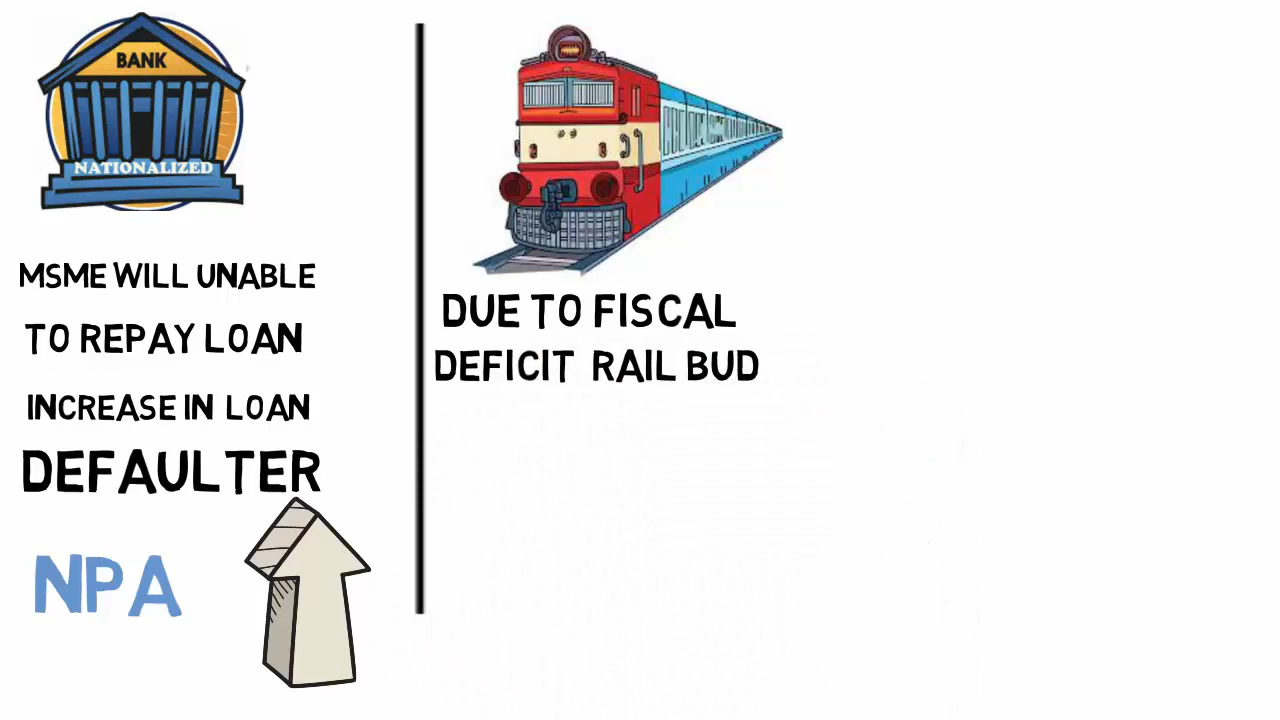 BANK
NATIONALIZED
MSME WILL UNABLE
TO REPAY LOAN
INCREASE IN LOAN
DEFAULTER
NPA
DUE TO FISCAL
DEFICIT RAIL BUD